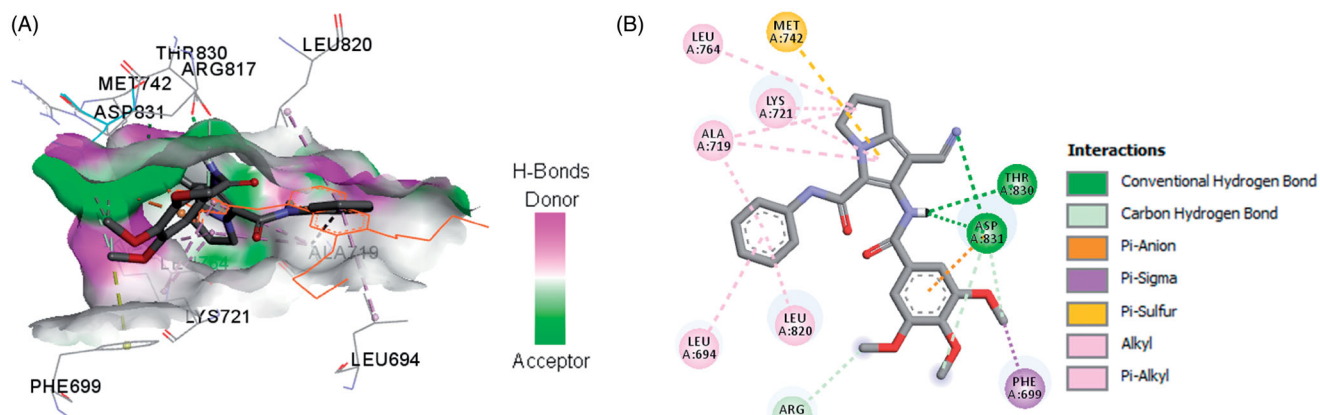 (A)
THR830
ARG817
LEU820
MET742
ASP831
LEU764
ALA719
LYS721
LEU694
PHE699
H-Bonds
Donor
Acceptor
(B)
MET
A:742
LEU
A:764
LYS
A:721
ALA
A:719
THR
A:830
ASP
A:831
LEU
A:820
LEU
A:694
PHE
A:699
ARG
Interactions
Conventional Hydrogen Bond
Carbon Hydrogen Bond
Pi-Anion
Pi-Sigma
Pi-Sulfur
Alkyl
Pi-Alkyl